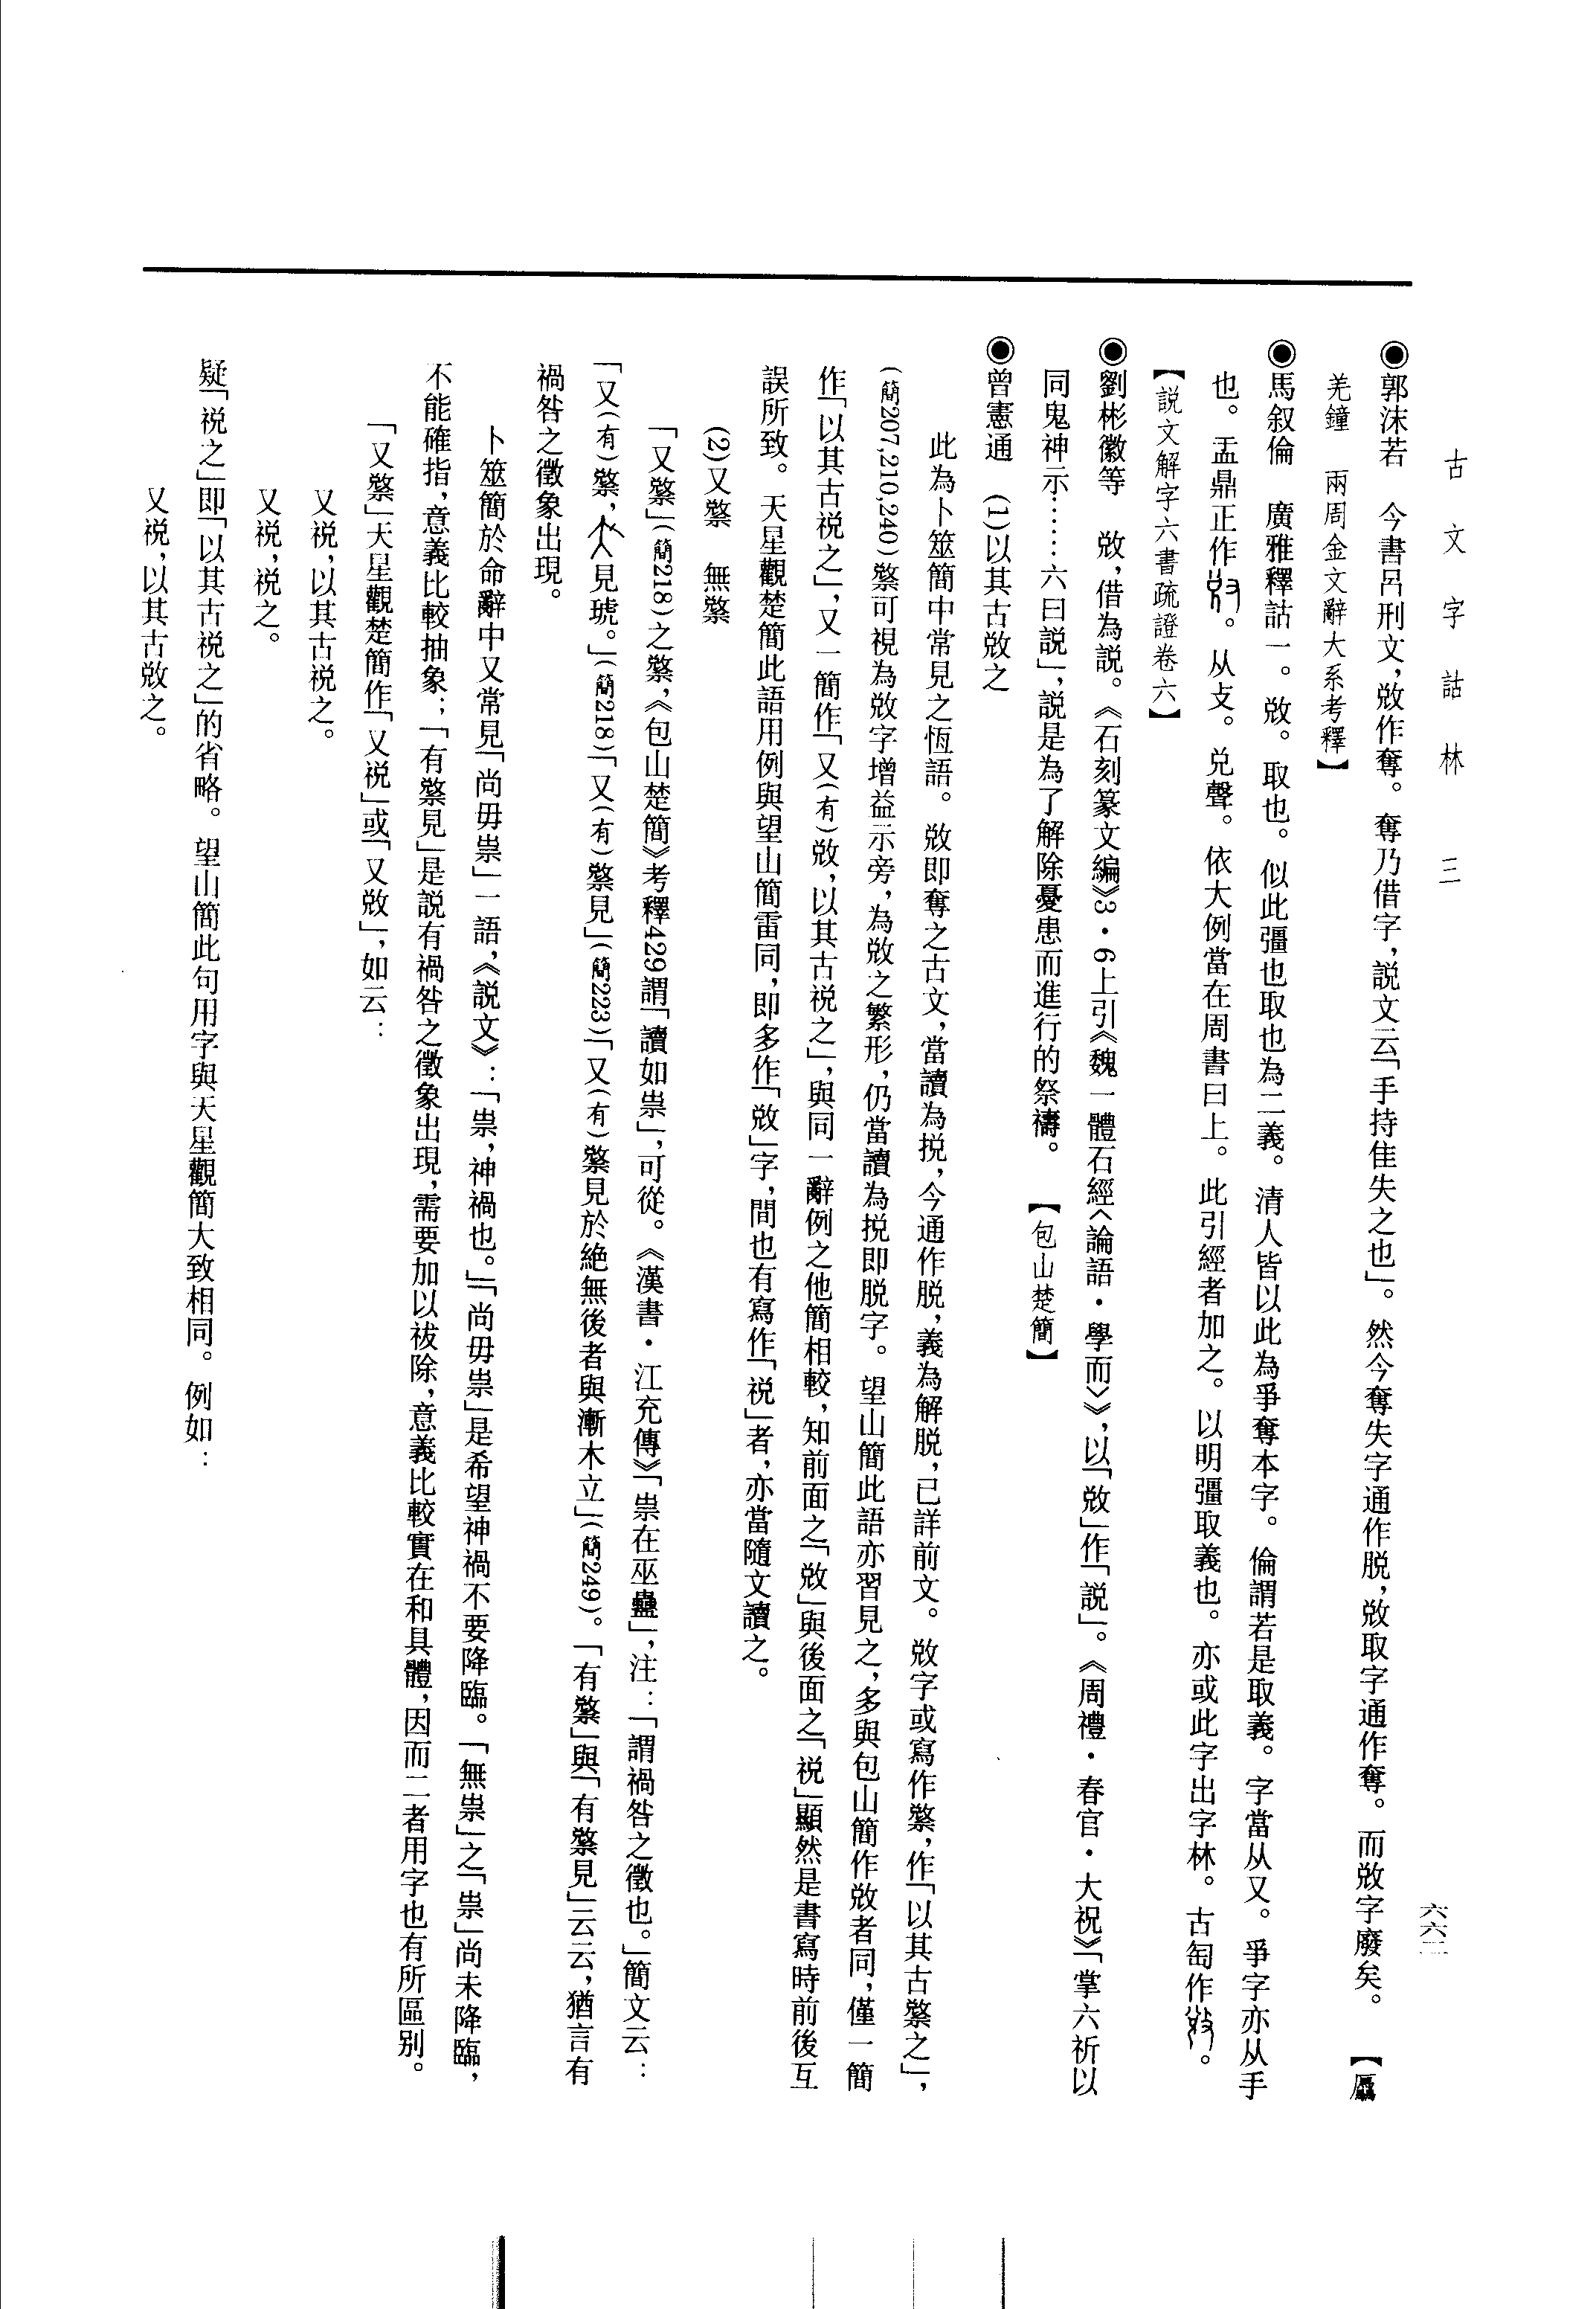 古文字詁林 三
六六二
◉郭沫若 今書呂刑文，敚作奪。奪乃借字，説文云「手持隹失之也」。然今奪失字通作脱，敚取字通作奪。而敚字廢矣。 【驫
羌鐘 兩周金文辭大系考釋】
◉馬叙倫 廣雅釋詁一。敚。取也。似此彊也取也為二義。清人皆以此為爭奪本字。倫謂若是取義。字當从又。爭字亦从手
也。盂鼎正作。从攴。兑聲。依大例當在周書曰上。此引經者加之。以明彊取義也。亦或此字出字林。古匋作。
【説文解字六書疏證卷六】
◉劉彬徽等 敚，借為説。《石刻篆文編》3·6上引《魏一體石經〈論語·學而〉》，以「敚」作「説」。《周禮·春官·大祝》「掌六祈以
同鬼神示……六曰説」，説是為了解除憂患而進行的祭禱。 【包山楚簡】
◉曾憲通 (1)以其古敚之
此為卜筮簡中常見之恆語。敚即奪之古文，當讀為挩，今通作脱，義為解脱，已詳前文。敚字或寫作𥚸，作「以其古𥚸之」，
(簡207,210,240)𥚸可視為敚字增益示旁，為敚之繁形，仍當讀為挩即脱字。望山簡此語亦習見之，多與包山簡作敚者同，僅一簡
作「以其古祱之」，又一簡作「又(有)敚，以其古祱之」，與同一辭例之他簡相較，知前面之「敚」與後面之「祱」顯然是書寫時前後互
誤所致。天星觀楚簡此語用例與望山簡雷同，即多作「敚」字，間也有寫作「祱」者，亦當隨文讀之。
(2)又𥚸 無𥚸
「又𥚸」(簡218)之𥚸，《包山楚簡》考釋429謂「讀如祟」，可從。《漢書·江充傳》「祟在巫蠱」，注：「謂禍咎之徵也。」簡文云：
「又(有)𥚸，見琥。」(簡218)「又(有)𥚸見」(簡223)「又(有)𥚸見於絶無後者與漸木立」(簡249)。「有𥚸」與「有𥚸見」云云，猶言有
禍咎之徵象出現。
卜筮簡於命辭中又常見「尚毋祟」一語，《説文》：「祟，神禍也。」「尚毋祟」是希望神禍不要降臨。「無祟」之「祟」尚未降臨，
不能確指，意義比較抽象；「有𥚸見」是説有禍咎之徵象出現，需要加以祓除，意義比較實在和具體，因而二者用字也有所區別。
「又𥚸」天星觀楚簡作「又祱」或「又敚」，如云：
又祱，以其古祱之。
又祱，祱之。
疑「祱之」即「以其古祱之」的省略。望山簡此句用字與天星觀簡大致相同。例如：
又祱，以其古敚之。